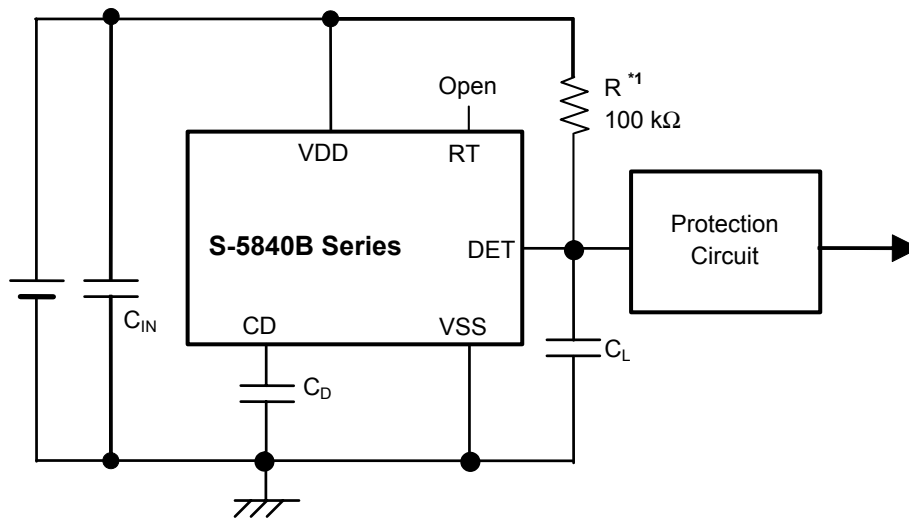 Open
R *1
100 kΩ
VDD
RT
S-5840B Series
DET
Protection
Circuit
CIN
CD
VSS
CL
CD